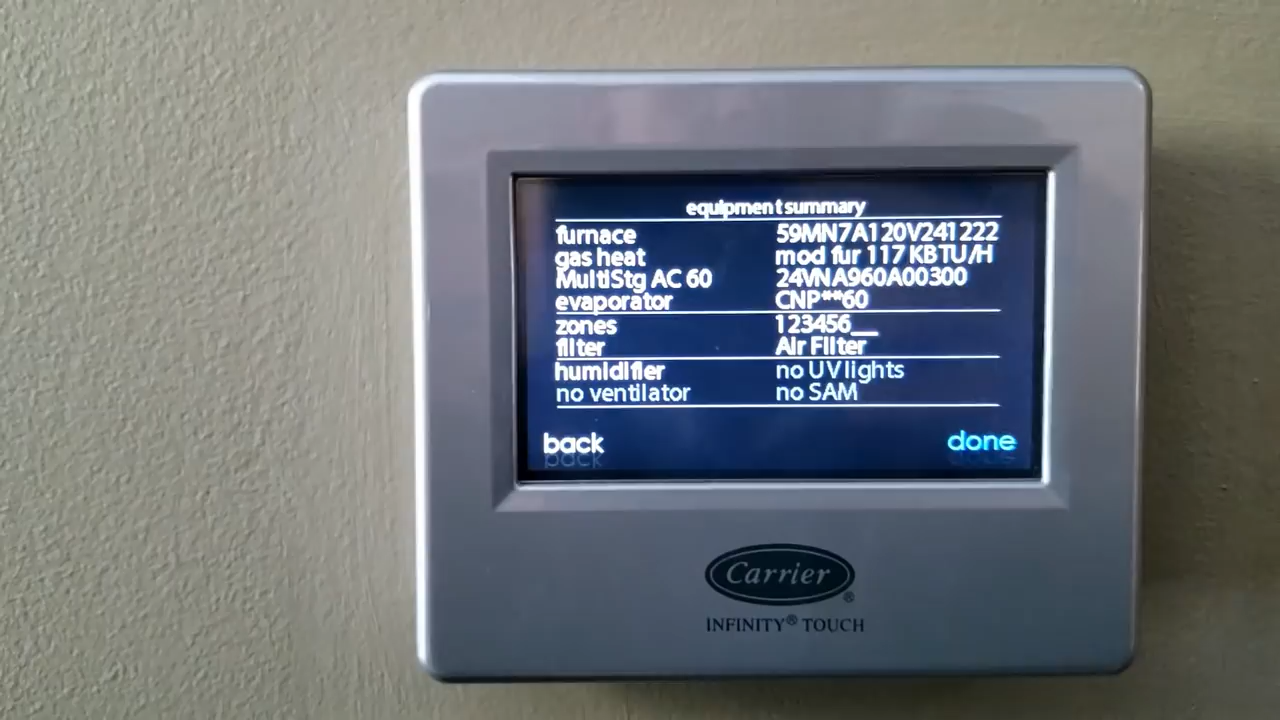 equipment summary
furnace 59MN7A120V241222
gas heat mod fur 117 KBTU/H
MultiStg AC 60 24VNA960A00300
evaporator CNP**60
zones 123456__
filter Air Filter
humidifier no UV lights
no ventilator no SAM
back done
Carrier®
INFINITY® TOUCH